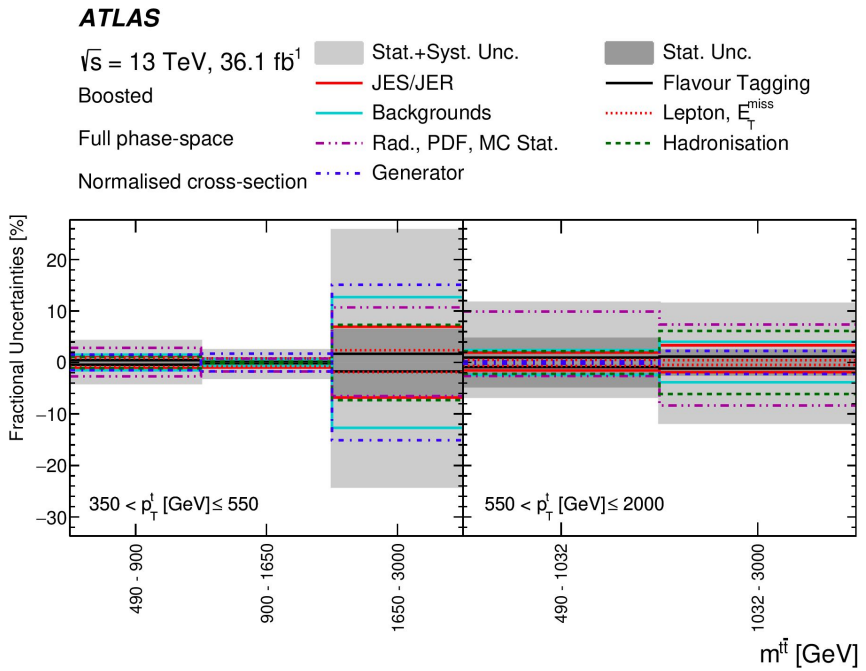 ATLAS
√s = 13 TeV, 36.1 fb-1
Boosted
Full phase-space
Normalised cross-section
Stat.+Syst. Unc.
Stat. Unc.
JES/JER
Flavour Tagging
Backgrounds
Lepton, E_T^miss
Rad., PDF, MC Stat.
Hadronisation
Generator
Fractional Uncertainties [%]
20
10
0
−10
−20
−30
350 < p_T^t [GeV] ≤ 550
550 < p_T^t [GeV] ≤ 2000
490 - 900
900 - 1650
1650 - 3000
490 - 1032
1032 - 3000
m^tt̄ [GeV]